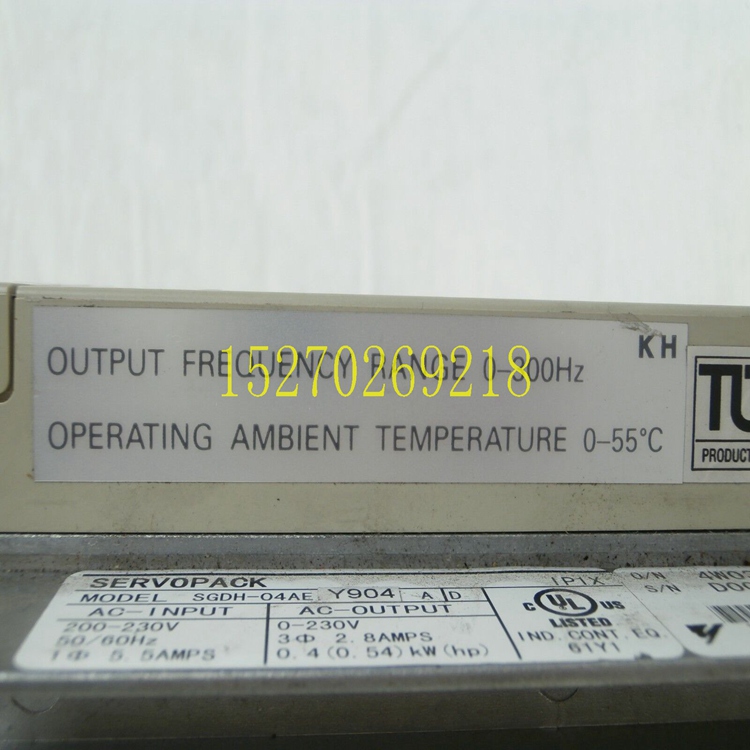 KH
OUTPUT FREQUENCY RANGE 0-300Hz
15270269218
OPERATING AMBIENT TEMPERATURE 0-55°C
PRODUCT
SERVOPACK
MODEL SGDH-04AE Y904 A D
AC-INPUT
200-230V
50/60Hz
1Φ 5.5AMPS
AC-OUTPUT
0-230V
3Φ 2.8AMPS
0.4(0.54)kW(hp)
IP1X
C UL US
LISTED
IND. CONT. EQ.
61Y1
O/N
S/N